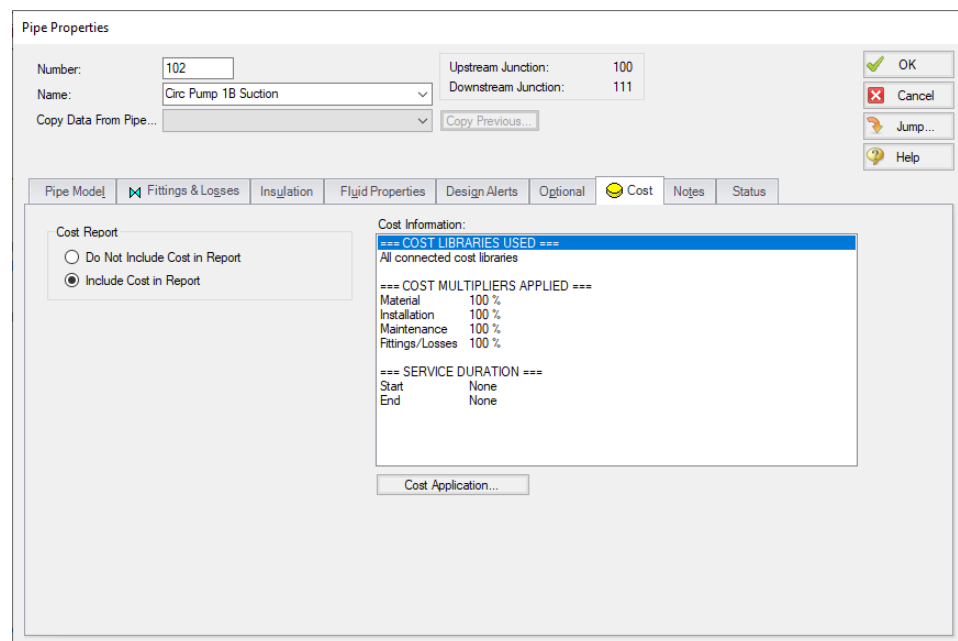 Pipe Properties
Number: 102 Upstream Junction: 100 OK
Name: Circ Pump 1B Suction Downstream Junction: 111 Cancel
Copy Data From Pipe... Copy Previous... Jump...
Help
Pipe Model Fittings & Losses Insulation Fluid Properties Design Alerts Optional Cost Notes Status
Cost Report
Do Not Include Cost in Report
Include Cost in Report
Cost Information:
=== COST LIBRARIES USED ===
All connected cost libraries
=== COST MULTIPLIERS APPLIED ===
Material 100 %
Installation 100 %
Maintenance 100 %
Fittings/Losses 100 %
=== SERVICE DURATION ===
Start None
End None
Cost Application...